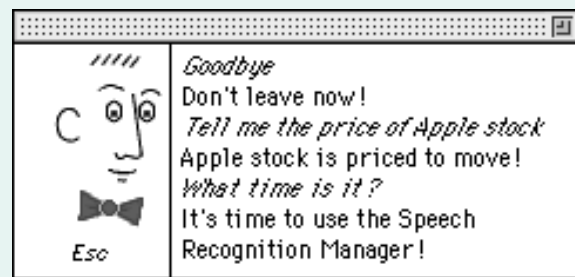 Goodbye
Don't leave now!
Tell me the price of Apple stock
Apple stock is priced to move!
What time is it?
It's time to use the Speech
Recognition Manager!
Esc